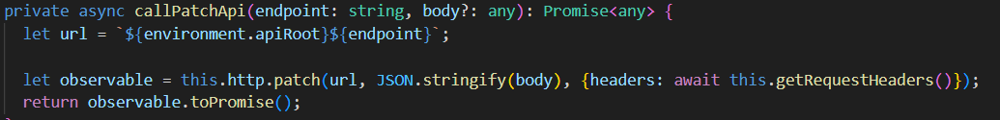 private async callPatchApi(endpoint: string, body?: any): Promise<any> {
let url = `${environment.apiRoot}${endpoint}`;
let observable = this.http.patch(url, JSON.stringify(body), {headers: await this.getRequestHeaders()});
return observable.toPromise();